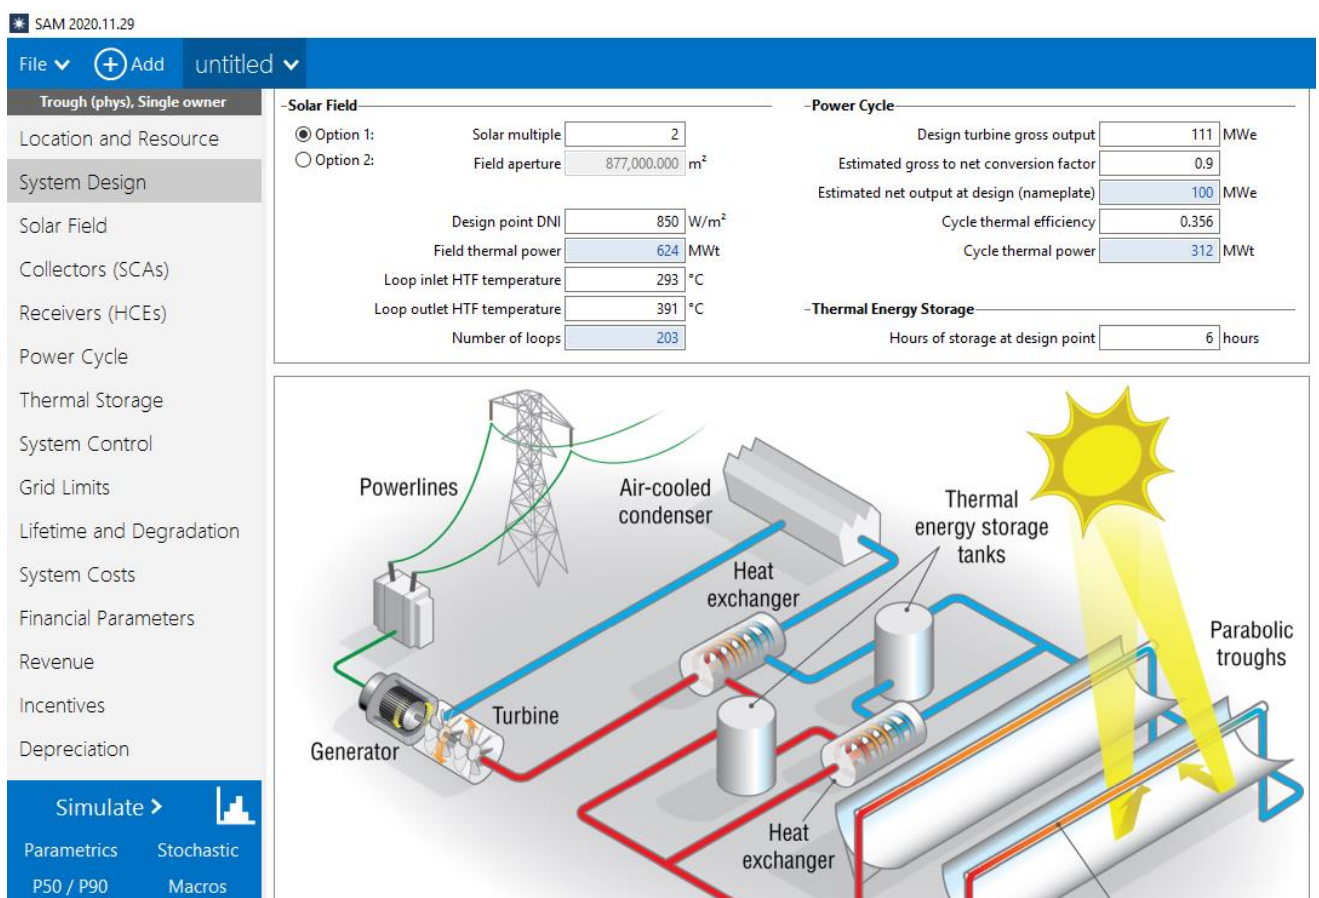 SAM 2020.11.29
File Add untitled
Trough (phys), Single owner
Location and Resource
System Design
Solar Field
Collectors (SCAs)
Receivers (HCEs)
Power Cycle
Thermal Storage
System Control
Grid Limits
Lifetime and Degradation
System Costs
Financial Parameters
Revenue
Incentives
Depreciation
Simulate >
Parametrics Stochastic
P50 / P90 Macros
Solar Field
Option 1: Solar multiple 2
Option 2: Field aperture 877,000.000 m²
Design point DNI 850 W/m²
Field thermal power 624 MWt
Loop inlet HTF temperature 293 °C
Loop outlet HTF temperature 391 °C
Number of loops 203
Power Cycle
Design turbine gross output 111 MWe
Estimated gross to net conversion factor 0.9
Estimated net output at design (nameplate) 100 MWe
Cycle thermal efficiency 0.356
Cycle thermal power 312 MWt
Thermal Energy Storage
Hours of storage at design point 6 hours
Powerlines
Air-cooled
condenser
Thermal
energy storage
tanks
Heat
exchanger
Parabolic
troughs
Turbine
Generator
Heat
exchanger